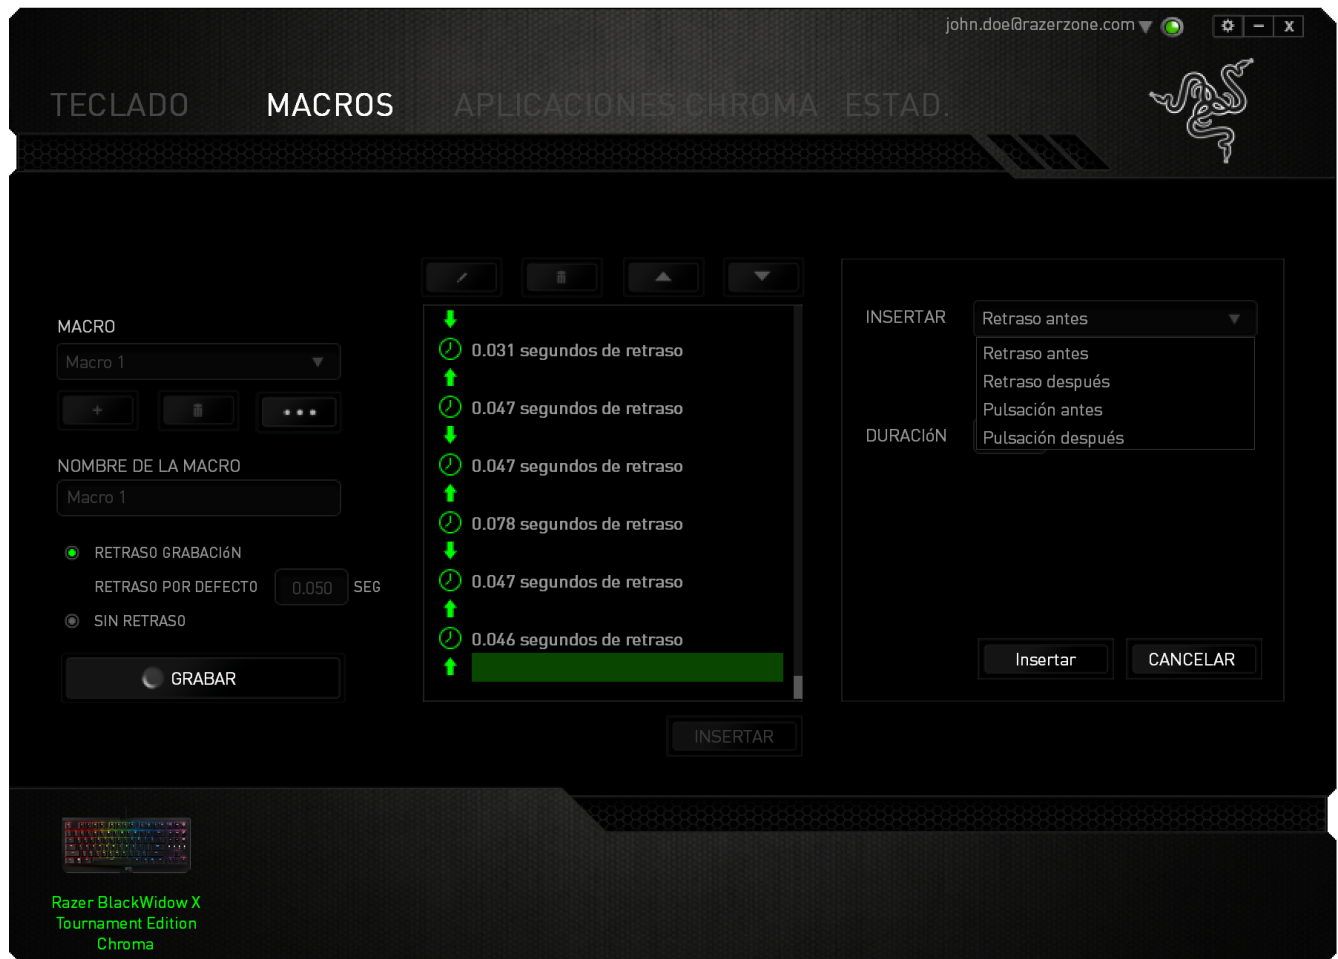 john.doe@razerzone.com
X
TECLADO MACROS APLICACIONES CHROMA ESTAD.
MACRO
Macro 1
NOMBRE DE LA MACRO
Macro 1
RETRASO GRABACIóN
RETRASO POR DEFECTO 0.050 SEG
SIN RETRASO
GRABAR
0.031 segundos de retraso
0.047 segundos de retraso
0.047 segundos de retraso
0.078 segundos de retraso
0.047 segundos de retraso
0.046 segundos de retraso
INSERTAR
INSERTAR Retraso antes
Retraso antes
Retraso después
Pulsación antes
Pulsación después
DURACIóN
Insertar CANCELAR
Razer BlackWidow X
Tournament Edition
Chroma